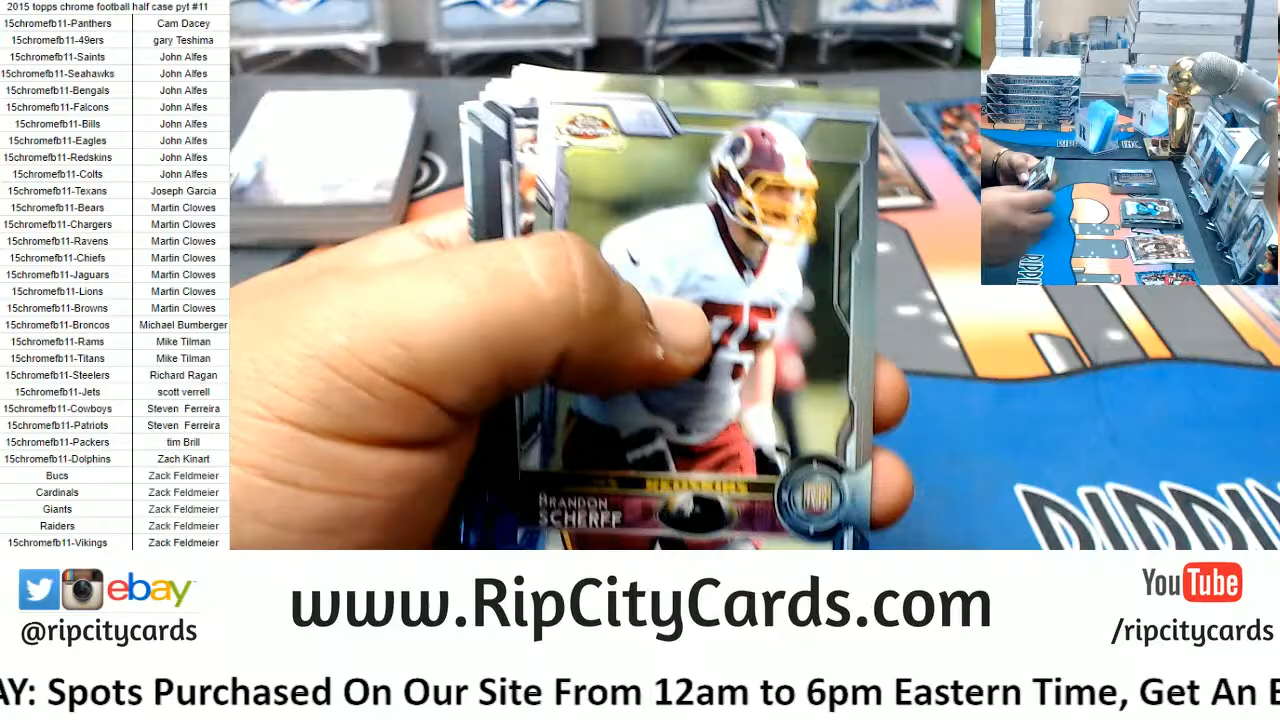 2015 topps chrome football half case pyt #11
15chromefb11-Panthers Cam Dacey
15chromefb11-49ers gary Teshima
15chromefb11-Saints John Alfes
15chromefb11-Seahawks John Alfes
15chromefb11-Bengals John Alfes
15chromefb11-Falcons John Alfes
15chromefb11-Bills John Alfes
15chromefb11-Eagles John Alfes
15chromefb11-Redskins John Alfes
15chromefb11-Colts John Alfes
15chromefb11-Texans Joseph Garcia
15chromefb11-Bears Martin Clowes
15chromefb11-Chargers Martin Clowes
15chromefb11-Ravens Martin Clowes
15chromefb11-Chiefs Martin Clowes
15chromefb11-Jaguars Martin Clowes
15chromefb11-Lions Martin Clowes
15chromefb11-Browns Martin Clowes
15chromefb11-Broncos Michael Bumberger
15chromefb11-Rams Mike Tilman
15chromefb11-Titans Mike Tilman
15chromefb11-Steelers Richard Ragan
15chromefb11-Jets scott verrell
15chromefb11-Cowboys Steven Ferreira
15chromefb11-Patriots Steven Ferreira
15chromefb11-Packers tim Brill
15chromefb11-Dolphins Zach Kinart
Bucs Zack Feldmeier
Cardinals Zack Feldmeier
Giants Zack Feldmeier
Raiders Zack Feldmeier
15chromefb11-Vikings Zack Feldmeier
Chrome
REDSKINS
BRANDON
SCHERFF
RIPPIN
ebay
@ripcitycards
www.RipCityCards.com
YouTube
/ripcitycards
AY: Spots Purchased On Our Site From 12am to 6pm Eastern Time, Get An E